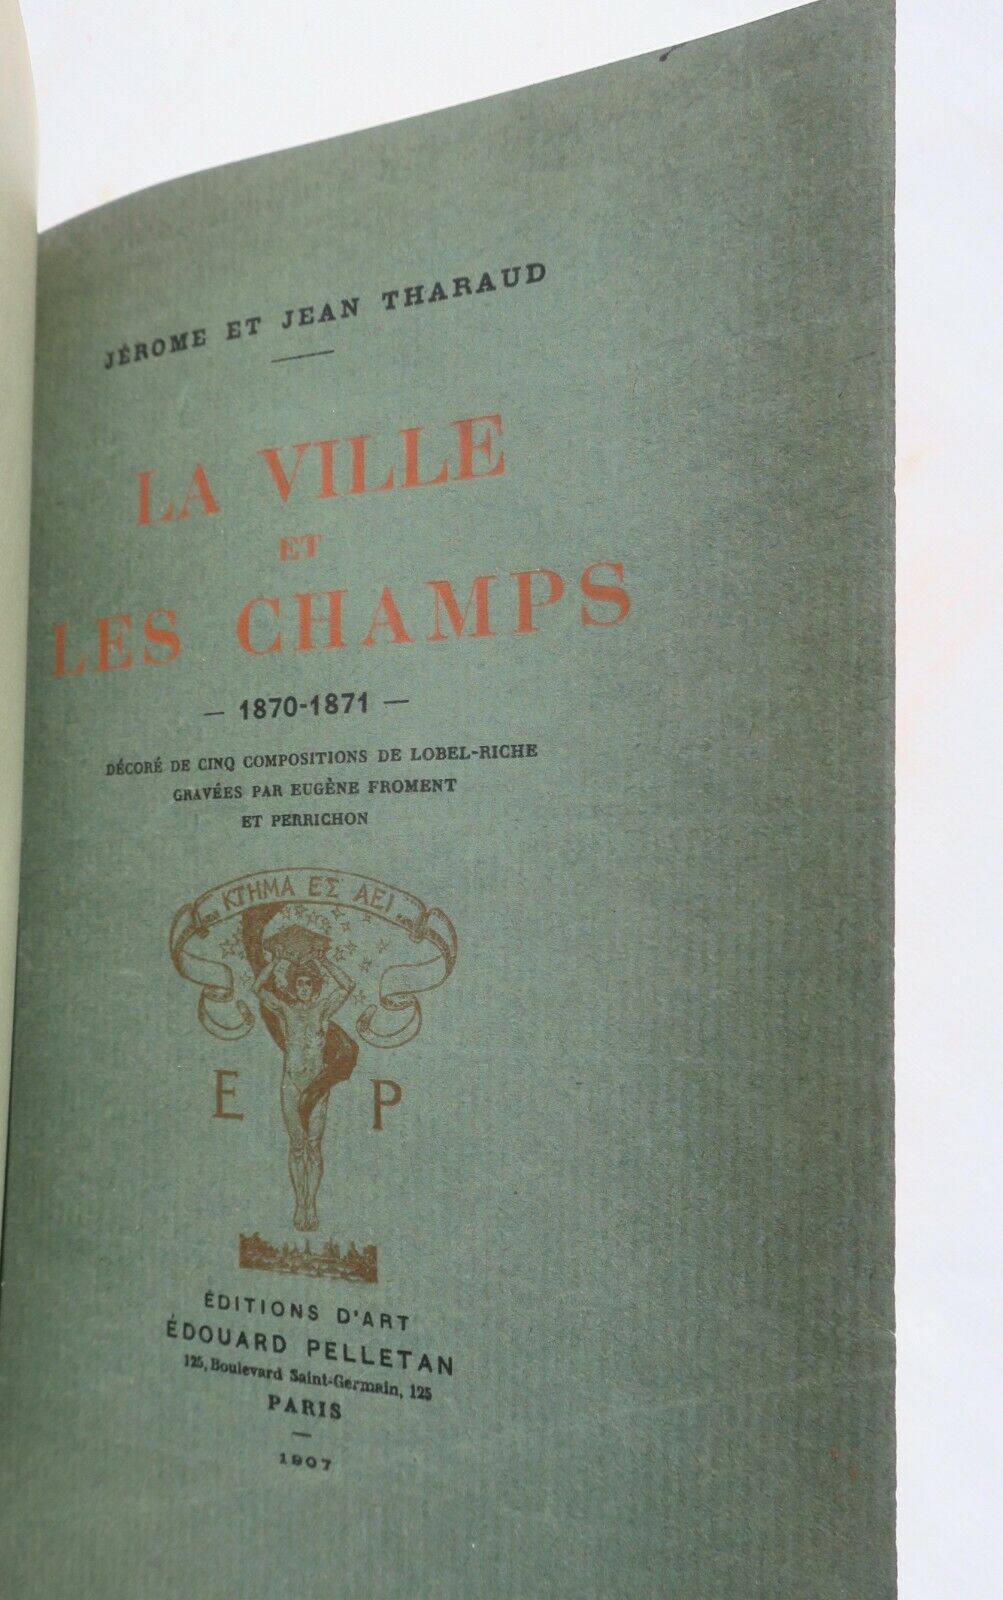 JÉROME ET JEAN THARAUD
LA VILLE
ET
LES CHAMPS
— 1870-1871 —
DÉCORÉ DE CINQ COMPOSITIONS DE LOBEL-RICHE
GRAVÉES PAR EUGÈNE FROMENT
ET PERRICHON
ΚΤΗΜΑ ΕΣ ΑΕΙ
E P
ÉDITIONS D'ART
ÉDOUARD PELLETAN
125, Boulevard Saint-Germain, 125
PARIS
1907